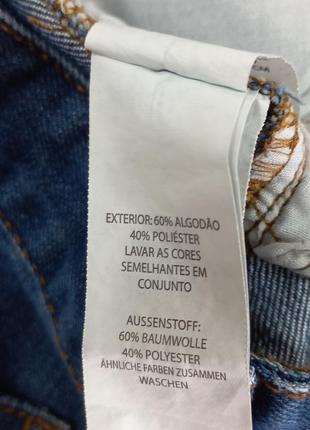 EXTERIOR: 60% ALGODÃO
40% POLIÉSTER
LAVAR AS CORES
SEMELHANTES EM
CONJUNTO
AUSSENSTOFF:
60% BAUMWOLLE
40% POLYESTER
ÄHNLICHE FARBEN ZUSAMMEN
WASCHEN